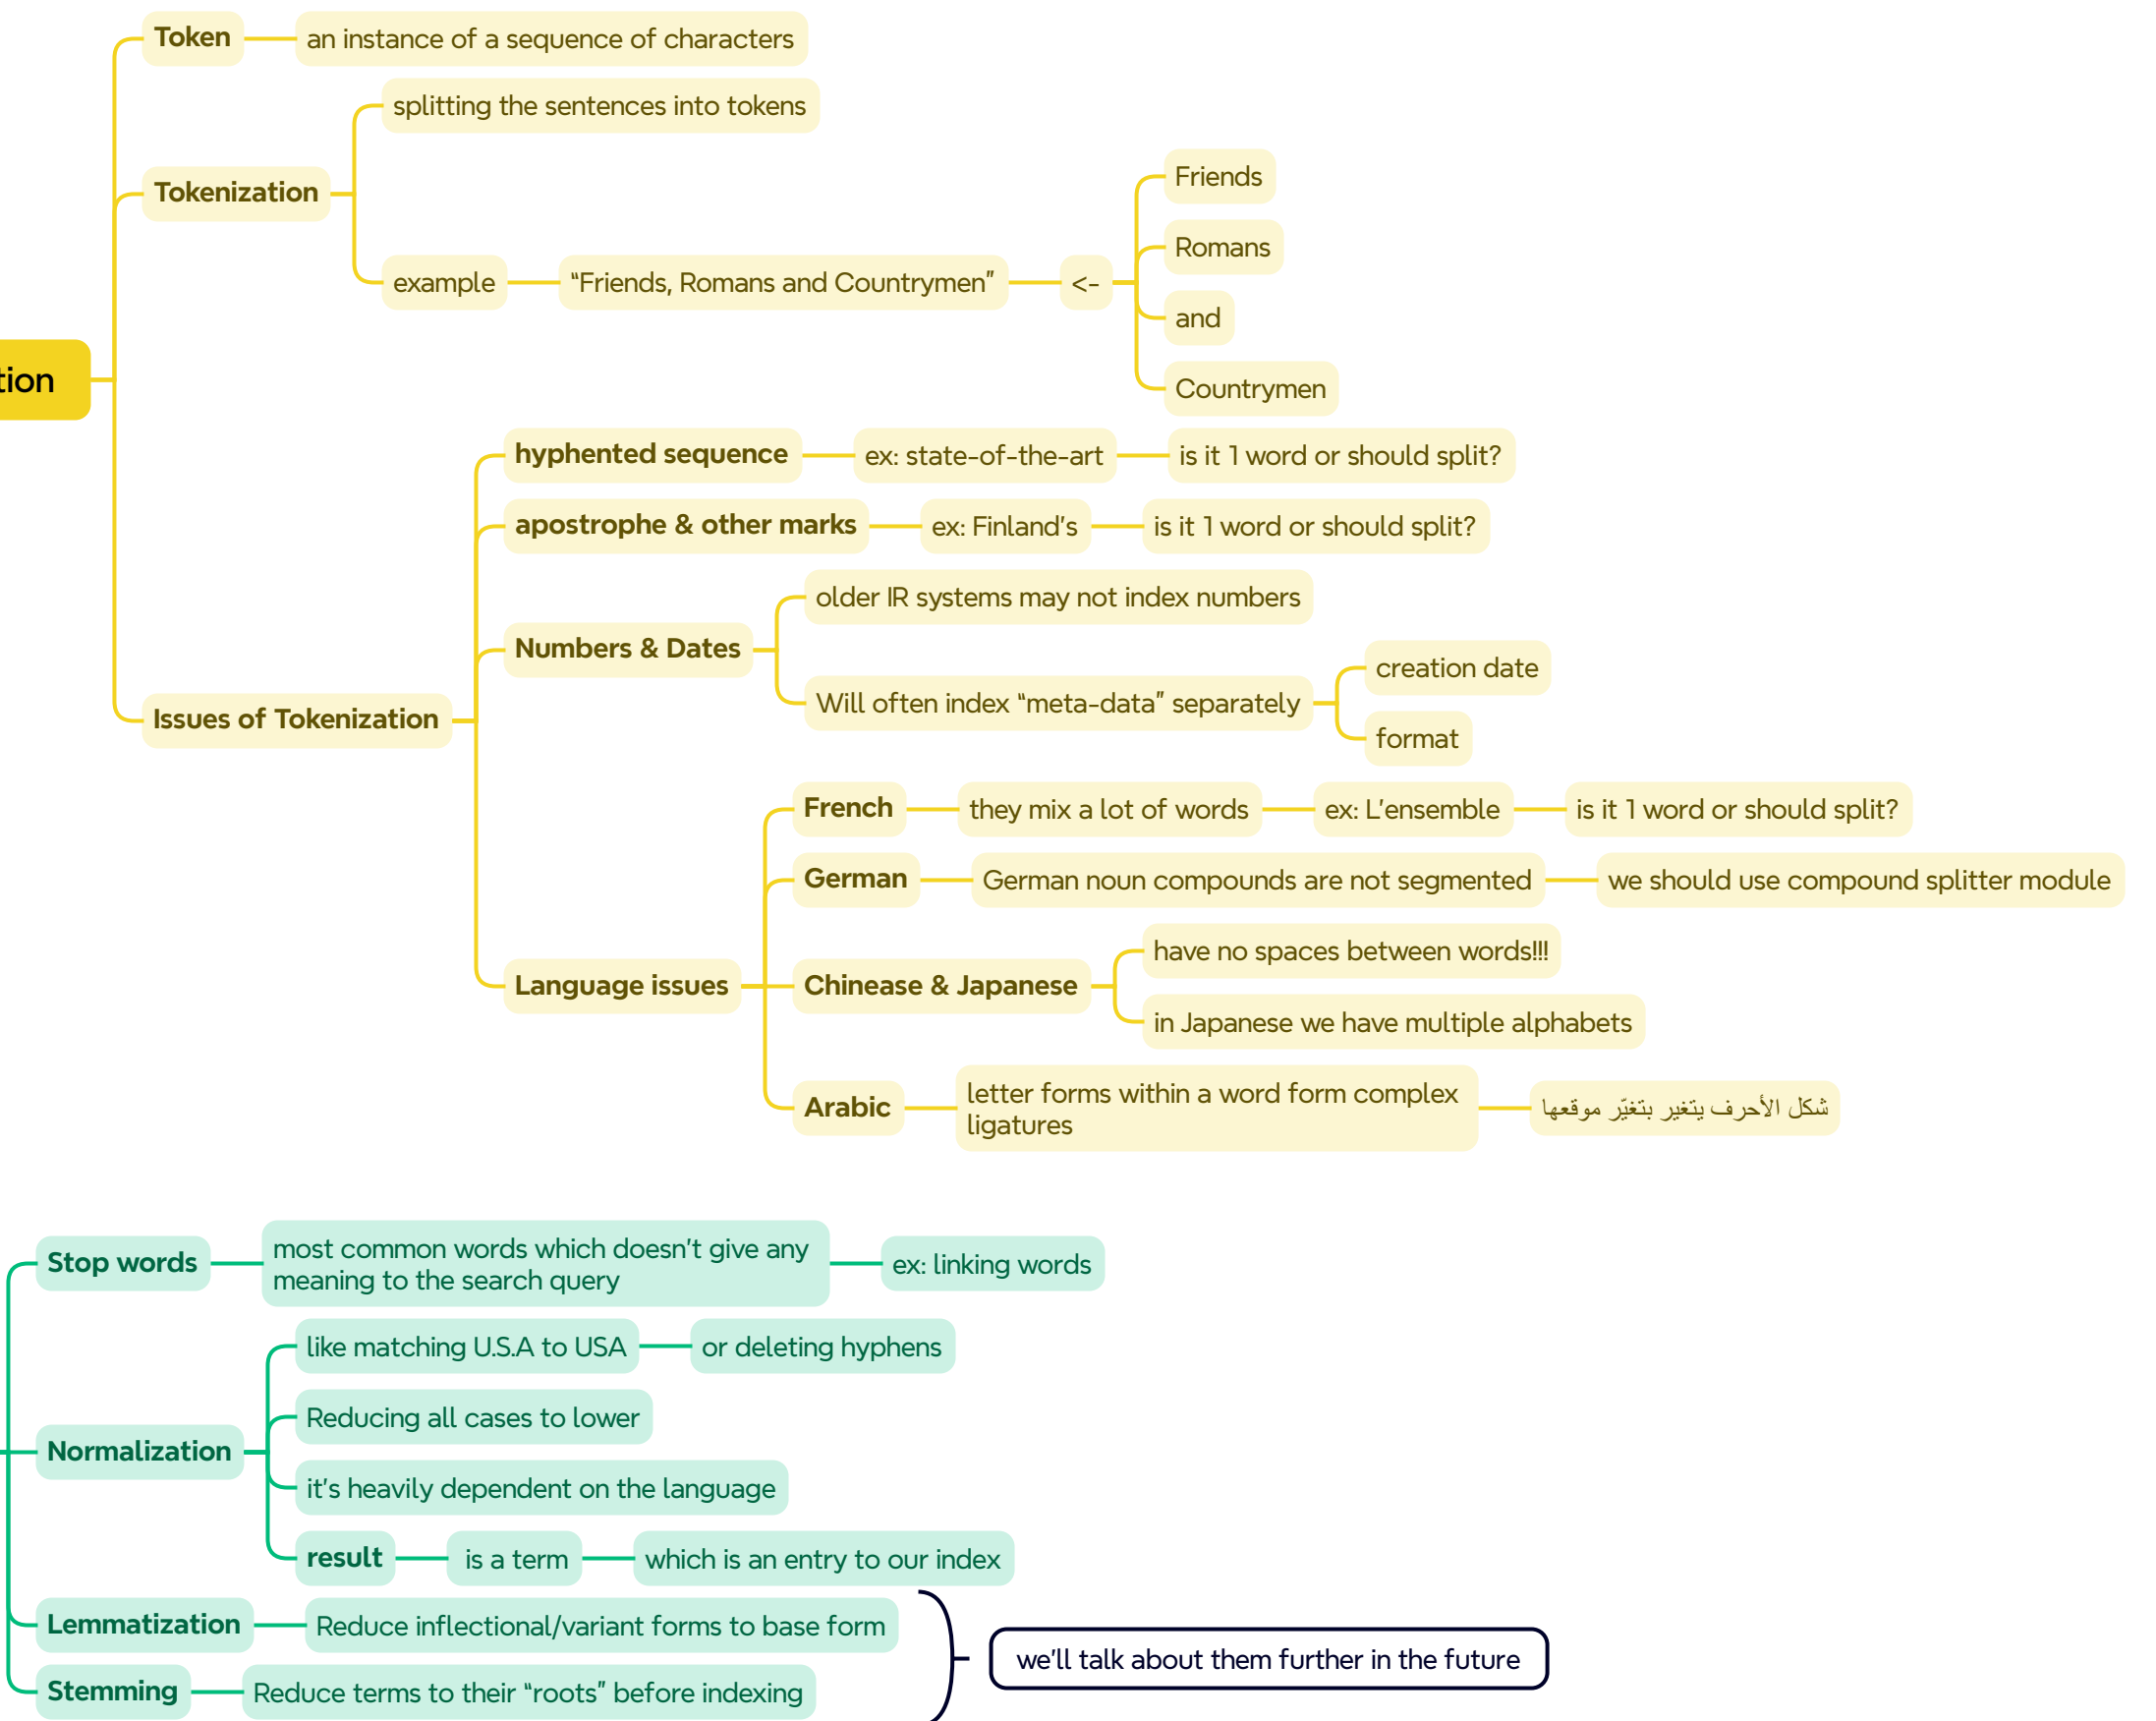 Token
an instance of a sequence of characters
Tokenization
splitting the sentences into tokens
example
“Friends, Romans and Countrymen”
<-
Friends
Romans
and
Countrymen
tion
Issues of Tokenization
hyphented sequence
ex: state-of-the-art
is it 1 word or should split?
apostrophe & other marks
ex: Finland's
is it 1 word or should split?
Numbers & Dates
older IR systems may not index numbers
Will often index “meta-data” separately
creation date
format
Language issues
French
they mix a lot of words
ex: L'ensemble
is it 1 word or should split?
German
German noun compounds are not segmented
we should use compound splitter module
Chinease & Japanese
have no spaces between words!!!
in Japanese we have multiple alphabets
Arabic
letter forms within a word form complex
ligatures
شكل الأحرف يتغير بتغيّر موقعها
Stop words
most common words which doesn't give any
meaning to the search query
ex: linking words
Normalization
like matching U.S.A to USA
or deleting hyphens
Reducing all cases to lower
it's heavily dependent on the language
result
is a term
which is an entry to our index
Lemmatization
Reduce inflectional/variant forms to base form
Stemming
Reduce terms to their “roots” before indexing
we'll talk about them further in the future